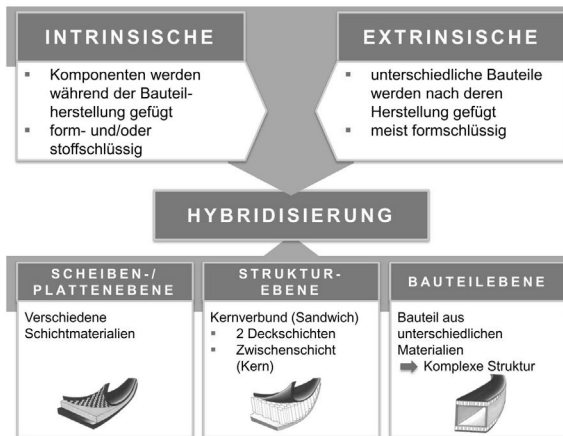 INTRINSISCHE
▪ Komponenten werden
während der Bauteil-
herstellung gefügt
▪ form- und/oder
stoffschlüssig
EXTRINSISCHE
▪ unterschiedliche Bauteile
werden nach deren
Herstellung gefügt
▪ meist formschlüssig
HYBRIDISIERUNG
SCHEIBEN-/
PLATTENEBENE
Verschiedene
Schichtmaterialien
STRUKTUR-
EBENE
Kernverbund (Sandwich)
▪ 2 Deckschichten
▪ Zwischenschicht
(Kern)
BAUTEILEBENE
Bauteil aus
unterschiedlichen
Materialien
➡ Komplexe Struktur